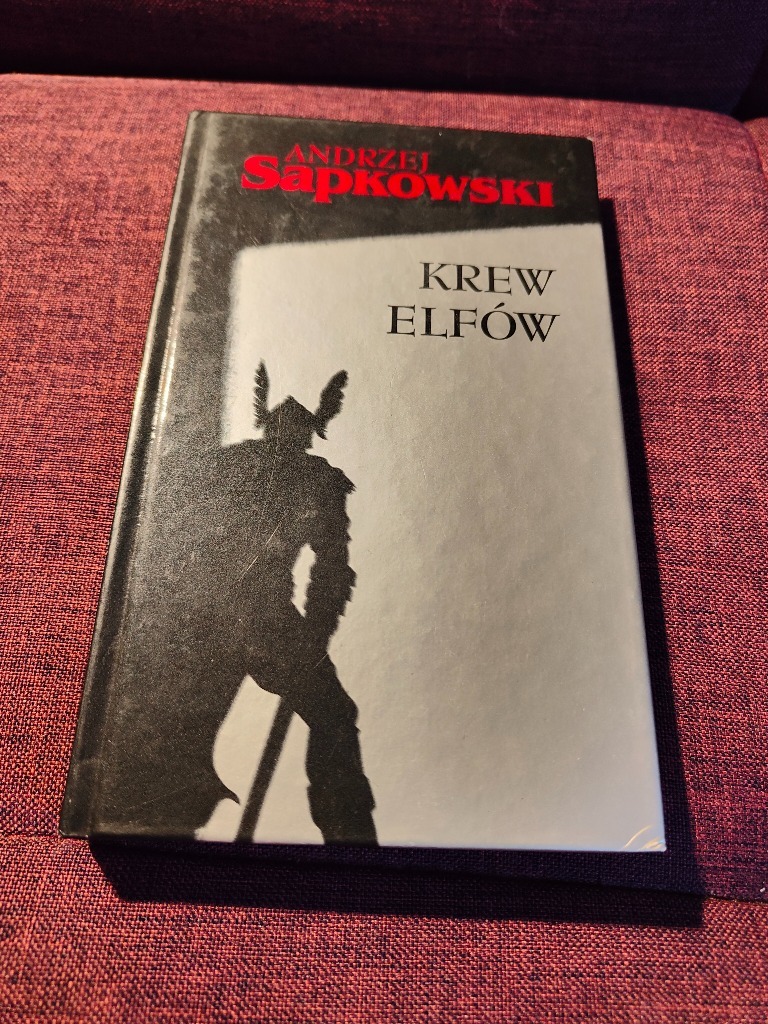 ANDRZEJ
Sapkowski
KREW
ELFÓW